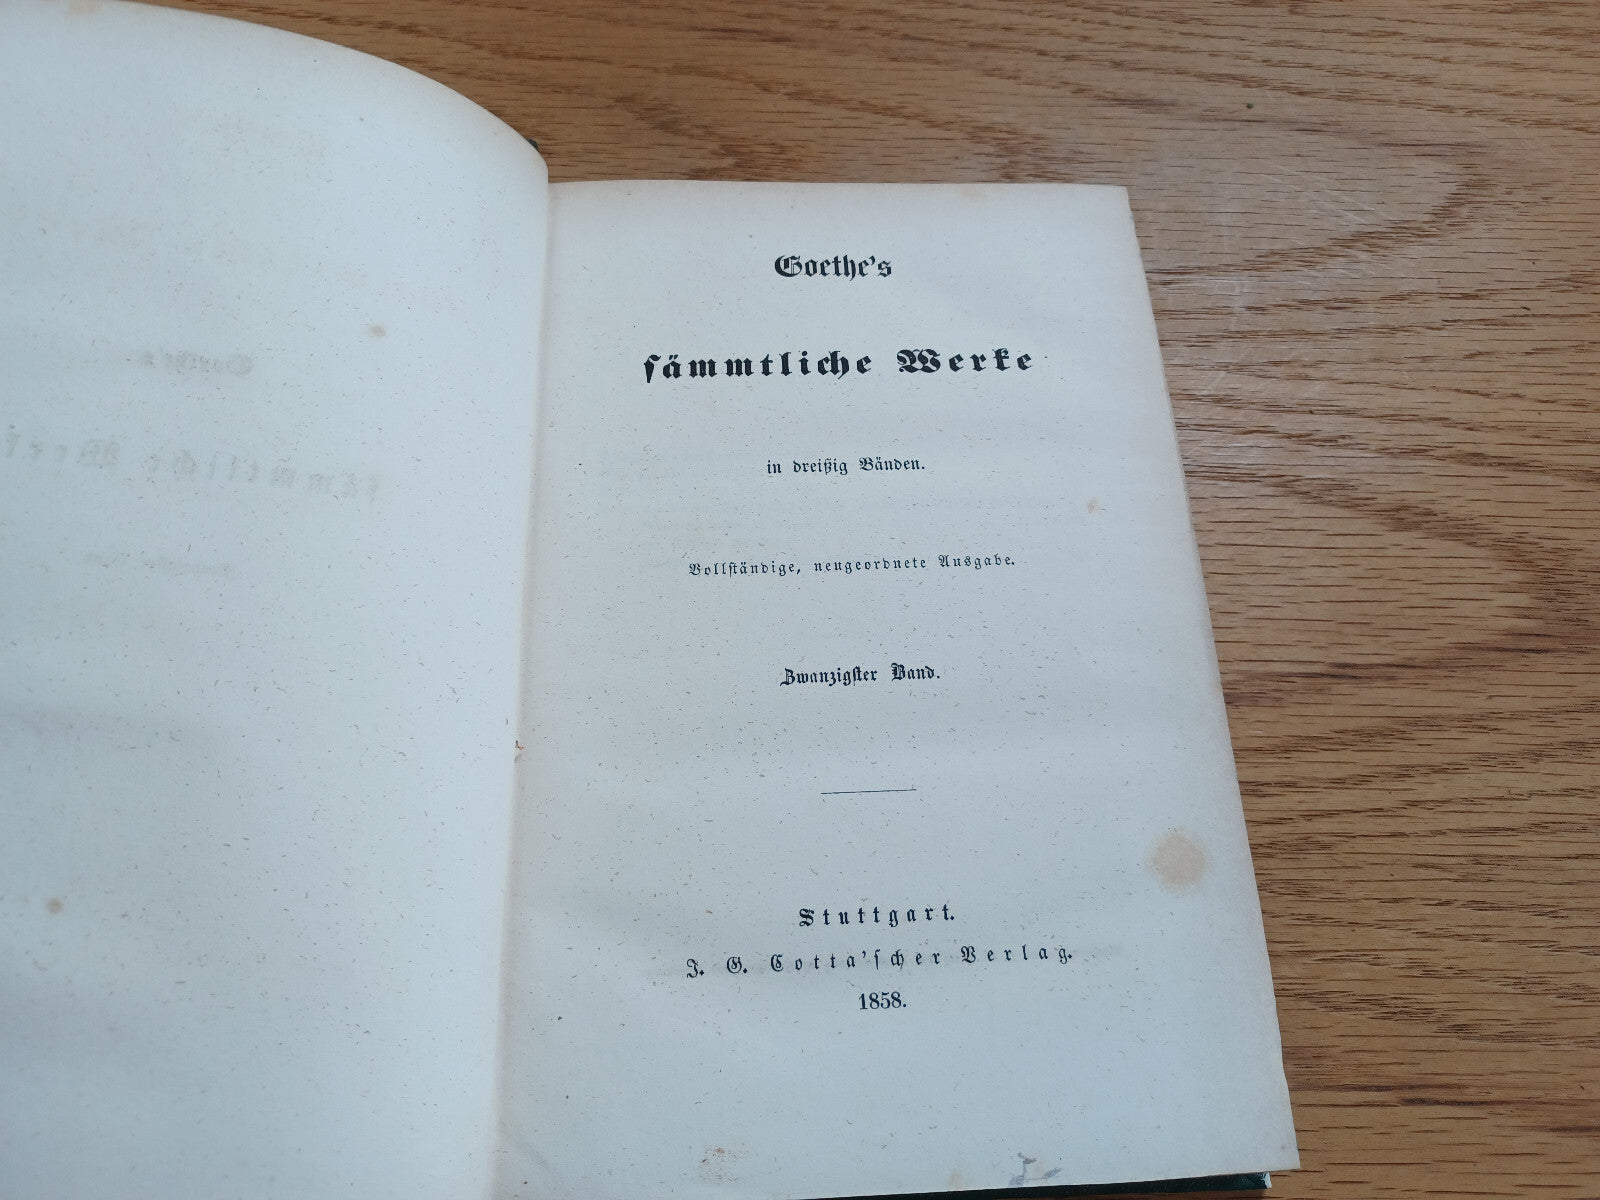 Goethe's
ſämmtliche Werke
in dreißig Bänden.
Vollſtändige, neugeordnete Ausgabe.
Zwanzigſter Band.
Stuttgart.
J. G. Cotta'ſcher Verlag.
1858.